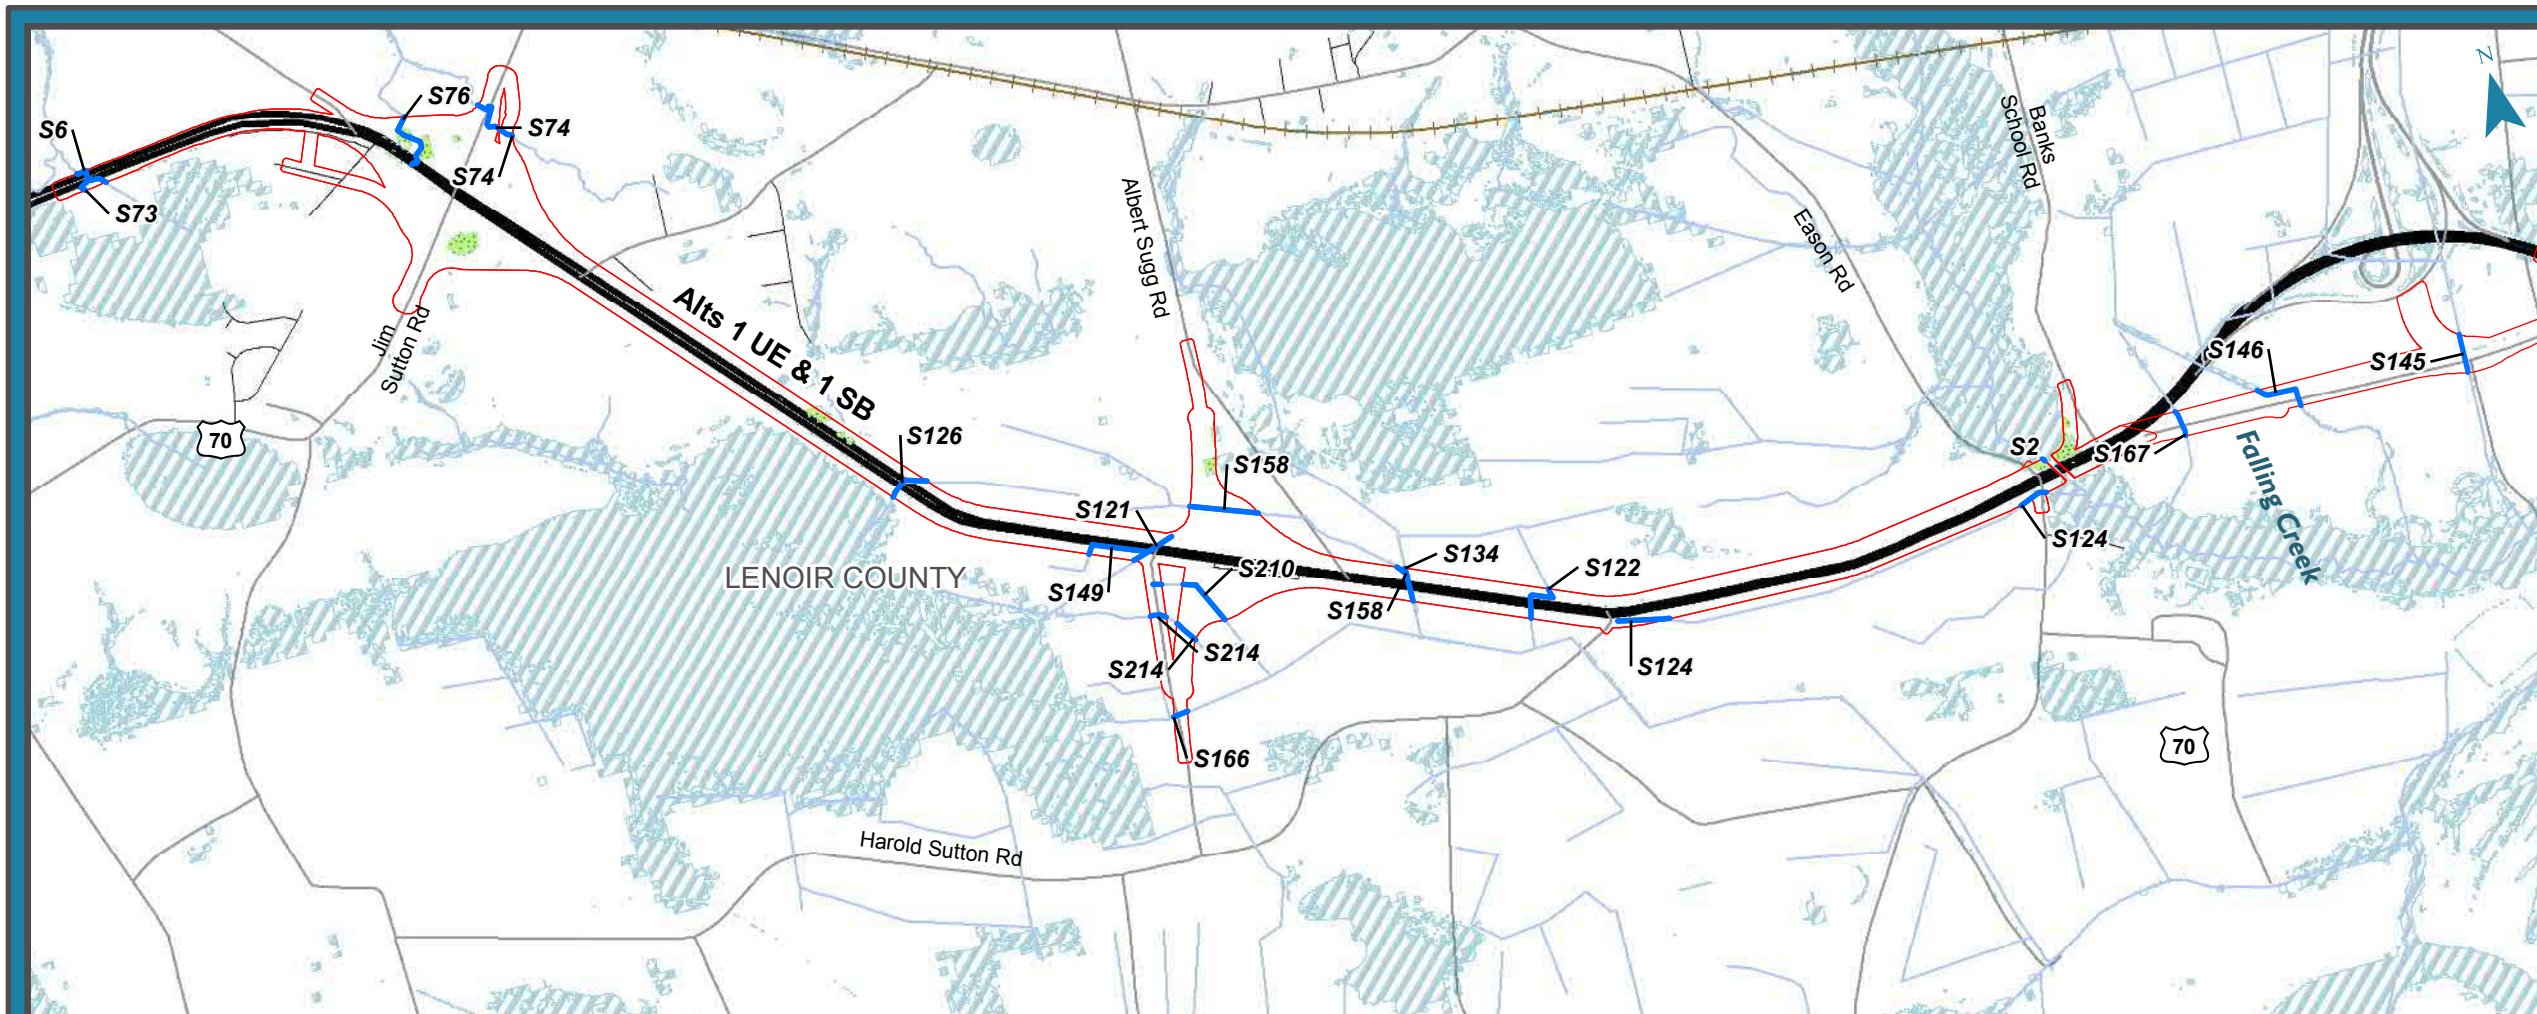 N
S76
S6
S74
S74
S73
Banks
School Rd
Albert Sugg Rd
Eason Rd
Jim
Sutton Rd
Alts 1 UE & 1 SB
S146
S145
70
S126
S2
S167
S158
Falling Creek
S121
S124
S134
S210
S122
LENOIR COUNTY
S149
S158
S214
S214
S124
70
S166
Harold Sutton Rd